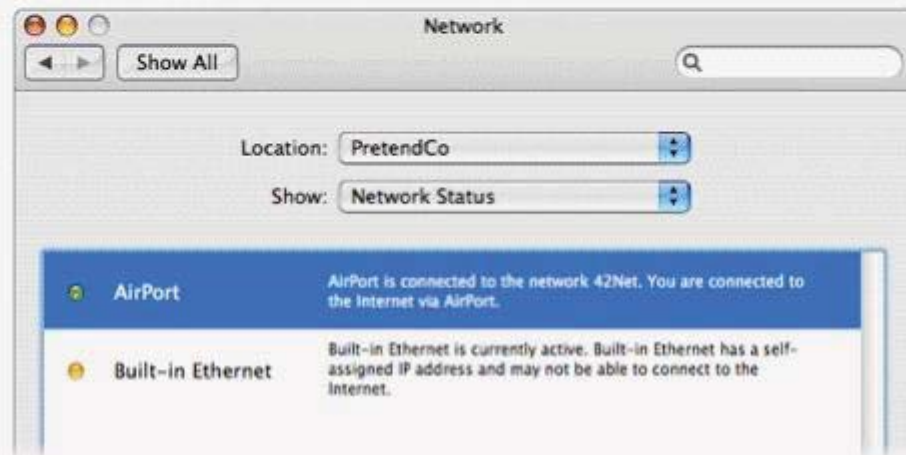 Network
Show All
Location: PretendCo
Show: Network Status
AirPort
AirPort is connected to the network 42Net. You are connected to
the Internet via AirPort.
Built-in Ethernet
Built-in Ethernet is currently active. Built-in Ethernet has a self-
assigned IP address and may not be able to connect to the
Internet.